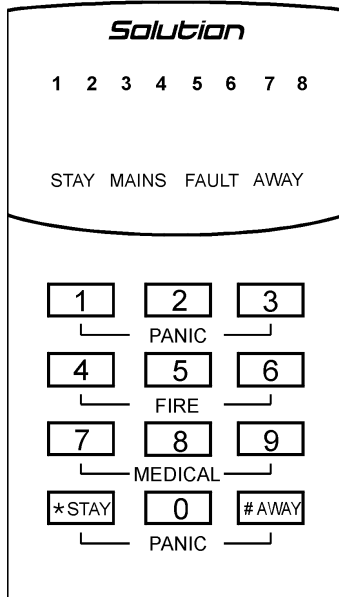 Solution
1 2 3 4 5 6 7 8
STAY MAINS FAULT AWAY
1 2 3
PANIC
4 5 6
FIRE
7 8 9
MEDICAL
*STAY 0 # AWAY
PANIC